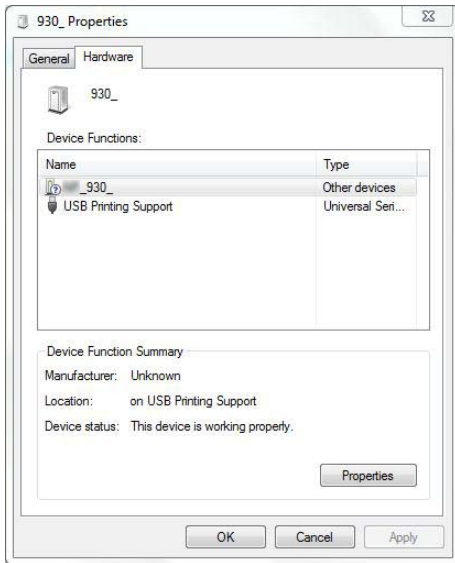 930_ Properties
General Hardware
930_
Device Functions:
Name Type
_930_ Other devices
USB Printing Support Universal Seri...
Device Function Summary
Manufacturer: Unknown
Location: on USB Printing Support
Device status: This device is working properly.
Properties
OK Cancel Apply